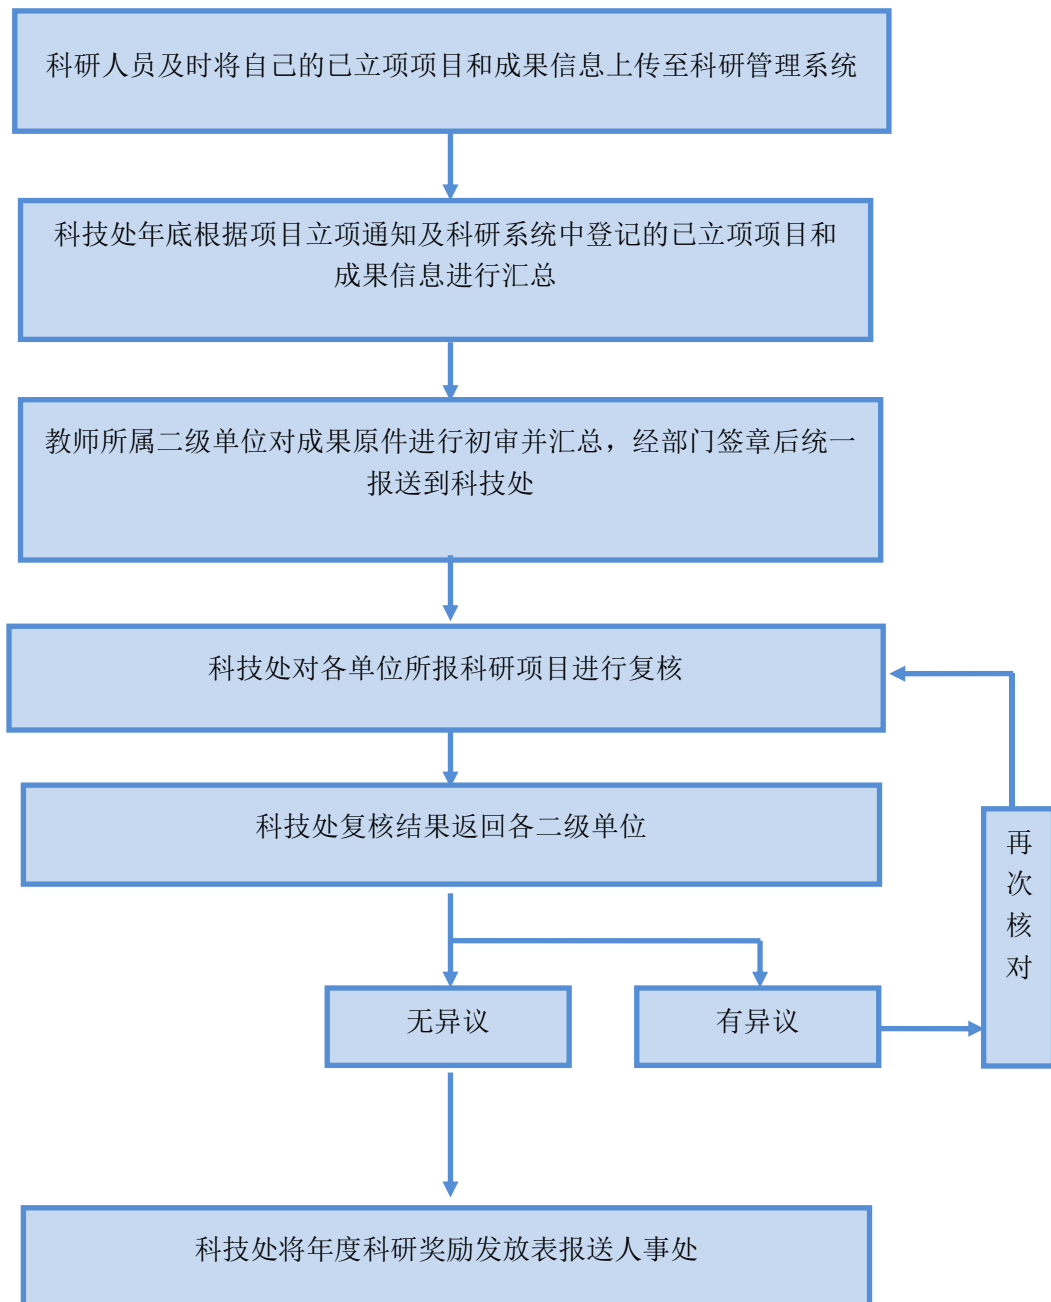 科研人员及时将自己的已立项项目和成果信息上传至科研管理系统
科技处年底根据项目立项通知及科研系统中登记的已立项项目和
成果信息进行汇总
教师所属二级单位对成果原件进行初审并汇总，经部门签章后统一
报送到科技处
科技处对各单位所报科研项目进行复核
科技处复核结果返回各二级单位
再
次
核
对
无异议
有异议
科技处将年度科研奖励发放表报送人事处